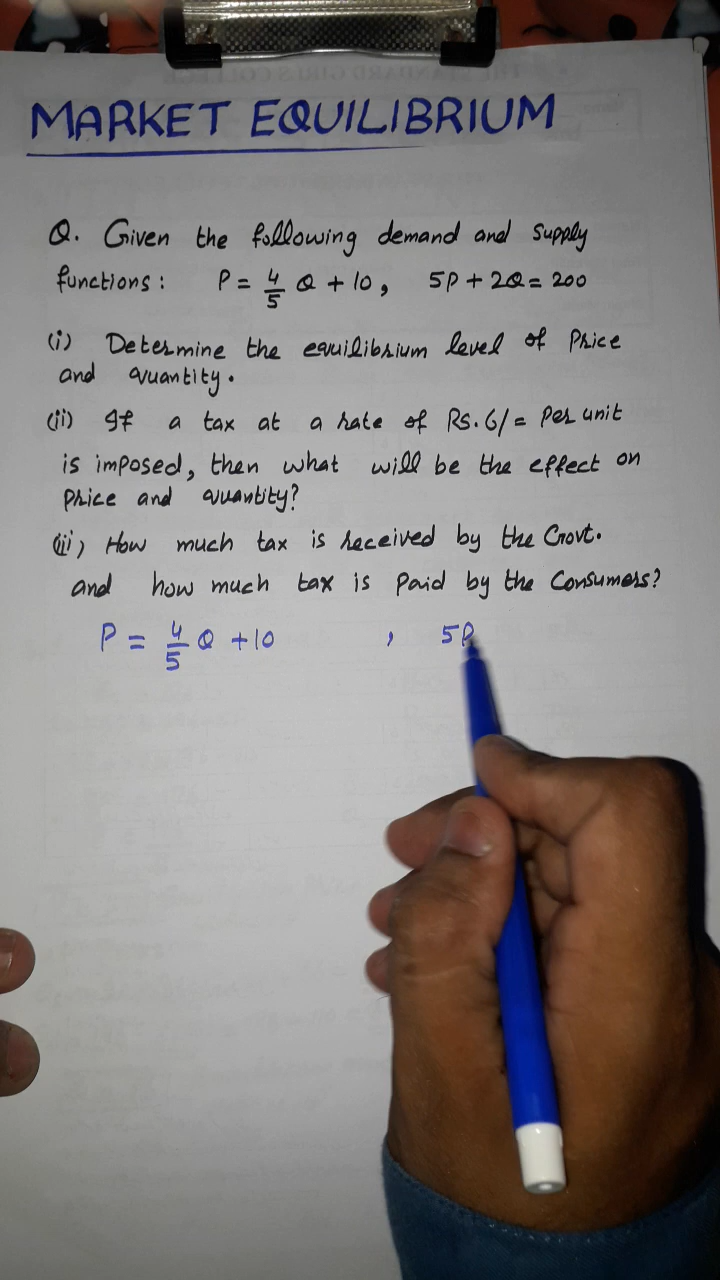 MARKET EQUILIBRIUM
Q. Given the following demand and supply
functions: P = 4/5 Q + 10, 5P + 2Q = 200
(i) Determine the equilibrium level of Price
and quantity.
(ii) If a tax at a rate of Rs. 6/= Per unit
is imposed, then what will be the effect on
Price and quantity?
(iii) How much tax is received by the Govt.
and how much tax is Paid by the Consumers?
P = 4/5 Q + 10 , 5P